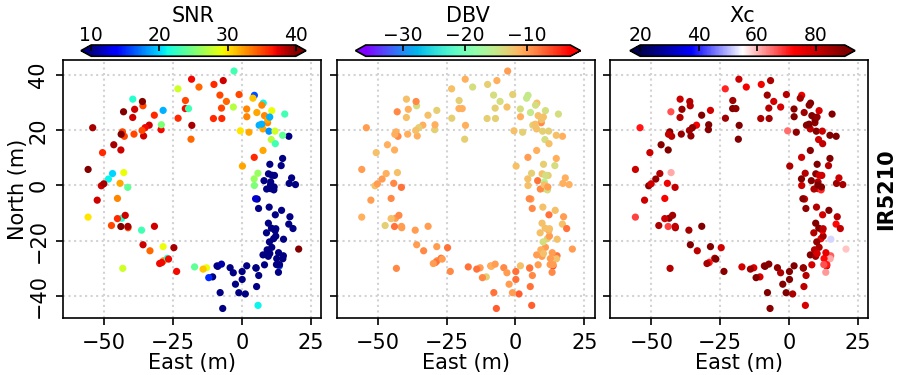 SNR DBV Xc
10 20 30 40 −30 −20 −10 20 40 60 80
40
20
0
−20
−40
North (m)
IR5210
−50 −25 0 25 −50 −25 0 25 −50 −25 0 25
East (m) East (m) East (m)